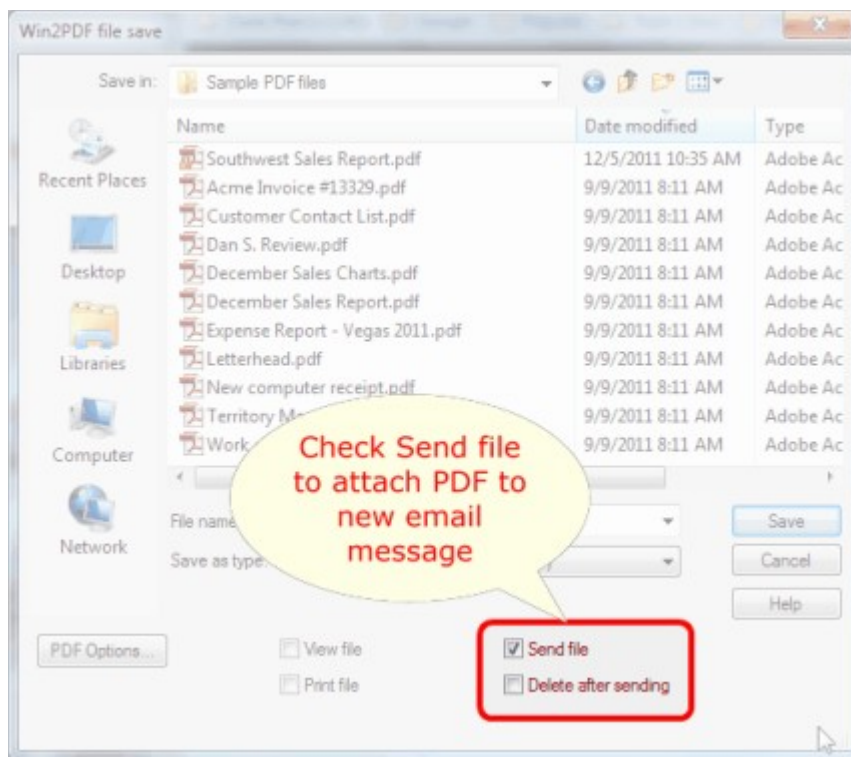 Win2PDF file save
Save in: Sample PDF files
Name Date modified Type
Southwest Sales Report.pdf 12/5/2011 10:35 AM Adobe Ac
Acme Invoice #13329.pdf 9/9/2011 8:11 AM Adobe Ac
Customer Contact List.pdf 9/9/2011 8:11 AM Adobe Ac
Dan S. Review.pdf 9/9/2011 8:11 AM Adobe Ac
December Sales Charts.pdf 9/9/2011 8:11 AM Adobe Ac
December Sales Report.pdf 9/9/2011 8:11 AM Adobe Ac
Expense Report - Vegas 2011.pdf 9/9/2011 8:11 AM Adobe Ac
Letterhead.pdf 9/9/2011 8:11 AM Adobe Ac
New computer receipt.pdf 9/9/2011 8:11 AM Adobe Ac
Territory 9/9/2011 8:11 AM Adobe Ac
Work 9/9/2011 8:11 AM Adobe Ac
Recent Places
Desktop
Libraries
Computer
Network
Check Send file
to attach PDF to
new email
message
File name
Save as type:
Save
Cancel
Help
PDF Options...
View file
Print file
Send file
Delete after sending